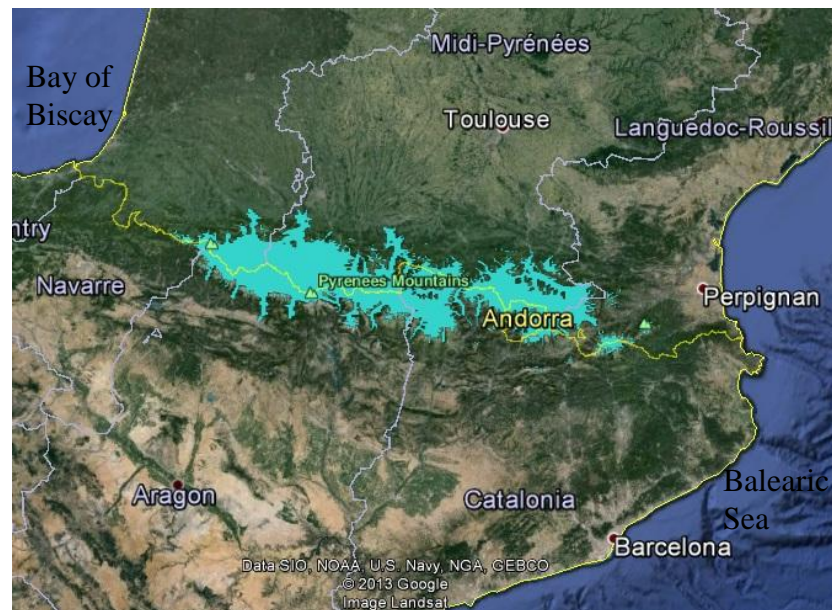 Midi-Pyrénées
Bay of
Biscay
Toulouse
Languedoc-Roussil
ntry
Navarre
Pyrenees Mountains
Andorra
Perpignan
Aragon
Catalonia
Balearic
Sea
Barcelona
Data SIO, NOAA, U.S. Navy, NGA, GEBCO
© 2013 Google
Image Landsat